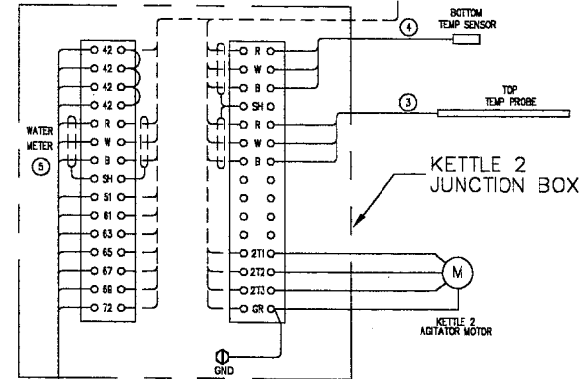 4
BOTTOM
TEMP SENSOR
42
42
42
42
R
W
B
SH
51
61
63
65
67
69
72
WATER
METER
5
R
W
B
SH
R
W
B
2T1
2T2
2T3
GR
GND
3
TOP
TEMP PROBE
KETTLE 2
JUNCTION BOX
M
KETTLE 2
AGITATOR MOTOR